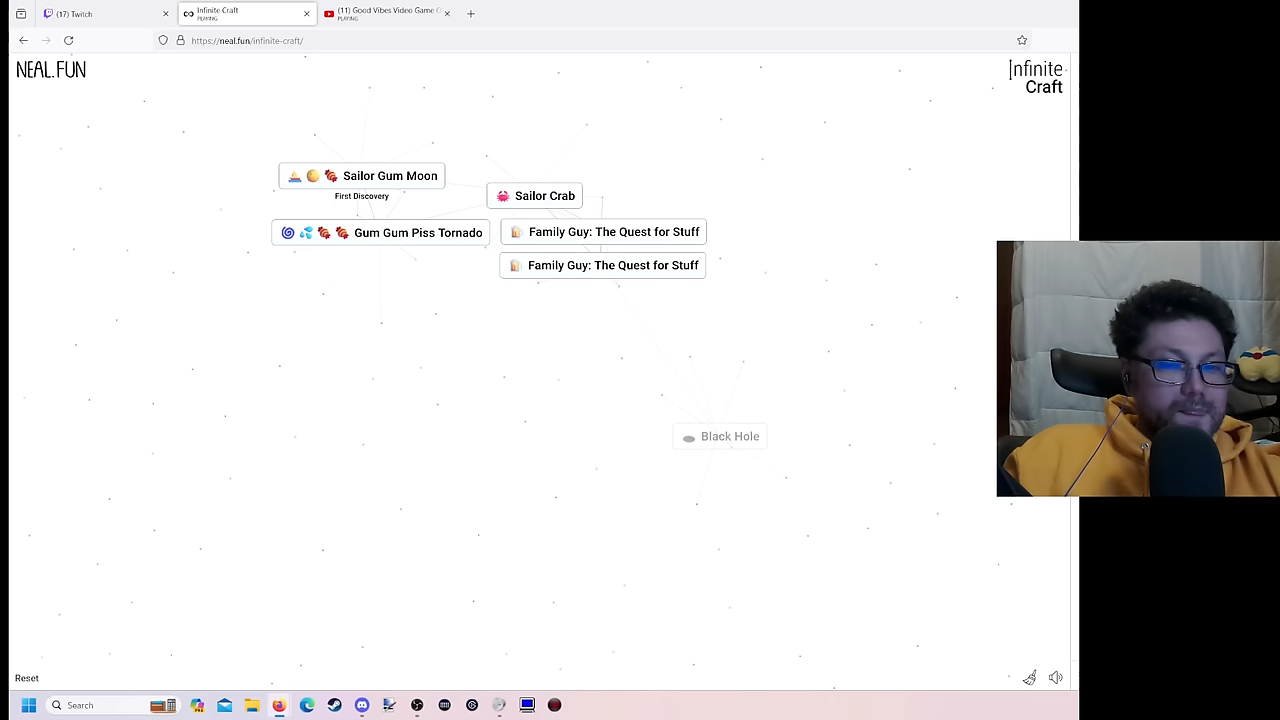 (17) Twitch
Infinite Craft
PLAYING
(11) Good Vibes Video Game
PLAYING
https://neal.fun/infinite-craft/
NEAL.FUN
Infinite
Craft
Sailor Gum Moon
First Discovery
Sailor Crab
Gum Gum Piss Tornado
Family Guy: The Quest for Stuff
Family Guy: The Quest for Stuff
Black Hole
Reset
Search